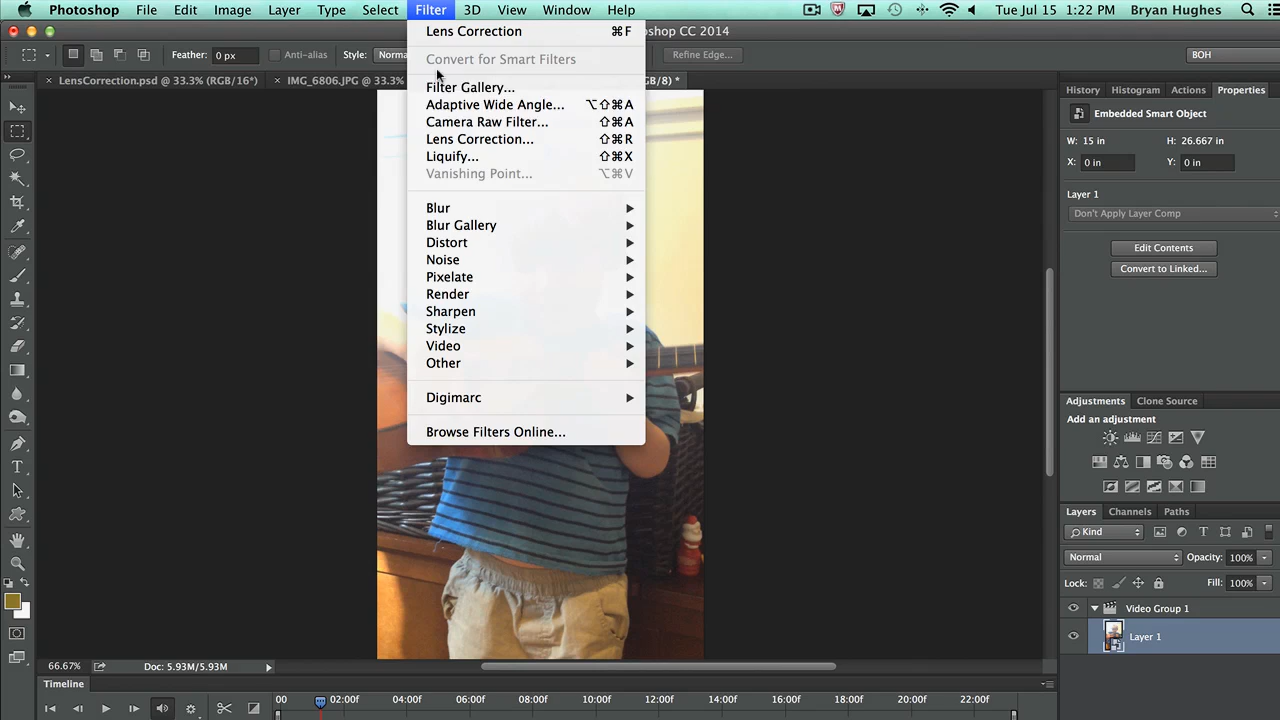 Photoshop File Edit Image Layer Type Select Filter 3D View Window Help Tue Jul 15 1:22 PM Bryan Hughes
Lens Correction ⌘F
shop CC 2014
Feather: 0 px Anti-alias Style: Norma Refine Edge... BOH
Convert for Smart Filters
LensCorrection.psd @ 33.3% (RGB/16*) IMG_6806.JPG @ 33.3% GB/8) *
Filter Gallery...
Adaptive Wide Angle... ⌥⇧⌘A
Camera Raw Filter... ⇧⌘A
Lens Correction... ⇧⌘R
Liquify... ⇧⌘X
Vanishing Point... ⌥⌘V
Blur
Blur Gallery
Distort
Noise
Pixelate
Render
Sharpen
Stylize
Video
Other
Digimarc
Browse Filters Online...
History Histogram Actions Properties
Embedded Smart Object
W: 15 in H: 26.667 in
X: 0 in Y: 0 in
Layer 1
Don't Apply Layer Comp
Edit Contents
Convert to Linked...
Adjustments Clone Source
Add an adjustment
Layers Channels Paths
Kind
Normal Opacity: 100%
Lock: Fill: 100%
Video Group 1
Layer 1
66.67% Doc: 5.93M/5.93M
Timeline
00 02:00f 04:00f 06:00f 08:00f 10:00f 12:00f 14:00f 16:00f 18:00f 20:00f 22:00f